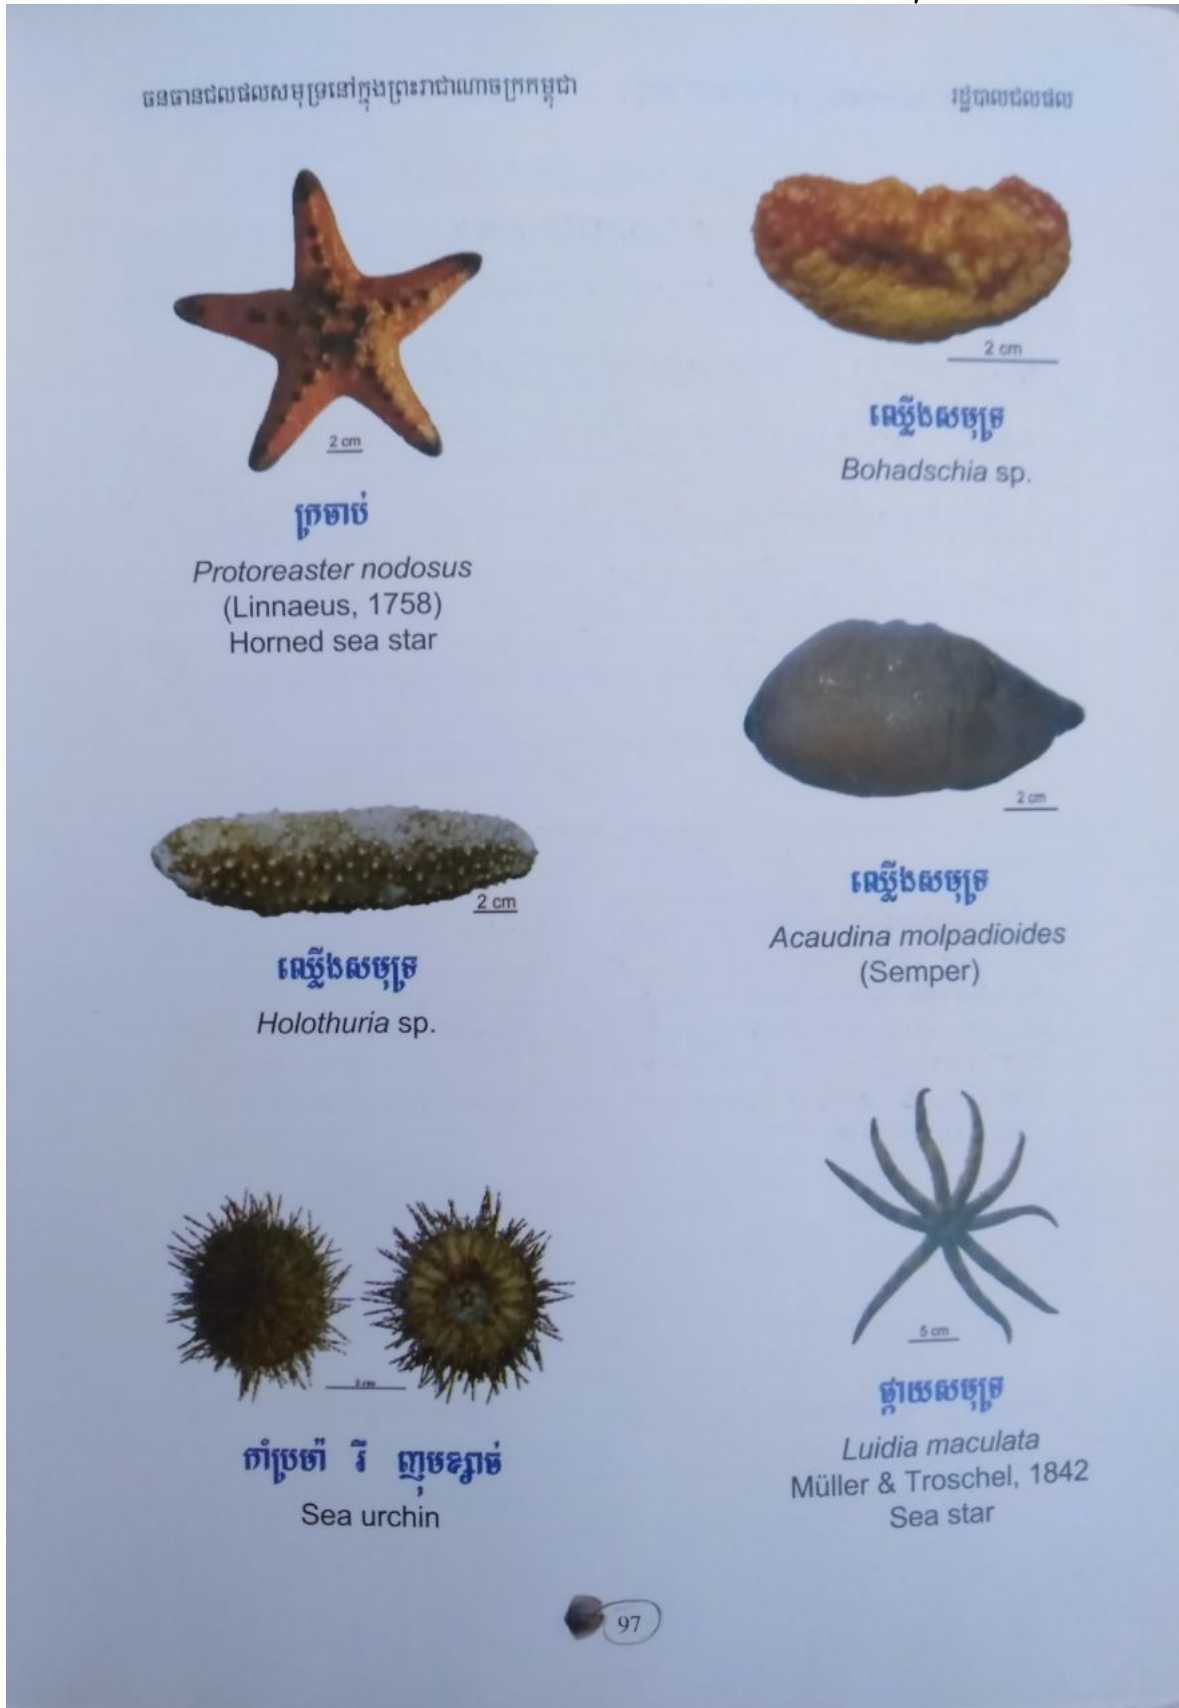 ធនធានជលផលសមុទ្រនៅក្នុងព្រះរាជាណាចក្រកម្ពុជា
រដ្ឋបាលជលផល
2 cm
ក្រចាប់
Protoreaster nodosus
(Linnaeus, 1758)
Horned sea star
2 cm
ឈ្លើងសមុទ្រ
Bohadschia sp.
2 cm
ឈ្លើងសមុទ្រ
Holothuria sp.
2 cm
ឈ្លើងសមុទ្រ
Acaudina molpadioides
(Semper)
កាំប្រម៉ា រឺ ញុមខ្សាច់
Sea urchin
5 cm
ផ្កាយសមុទ្រ
Luidia maculata
Müller & Troschel, 1842
Sea star
97